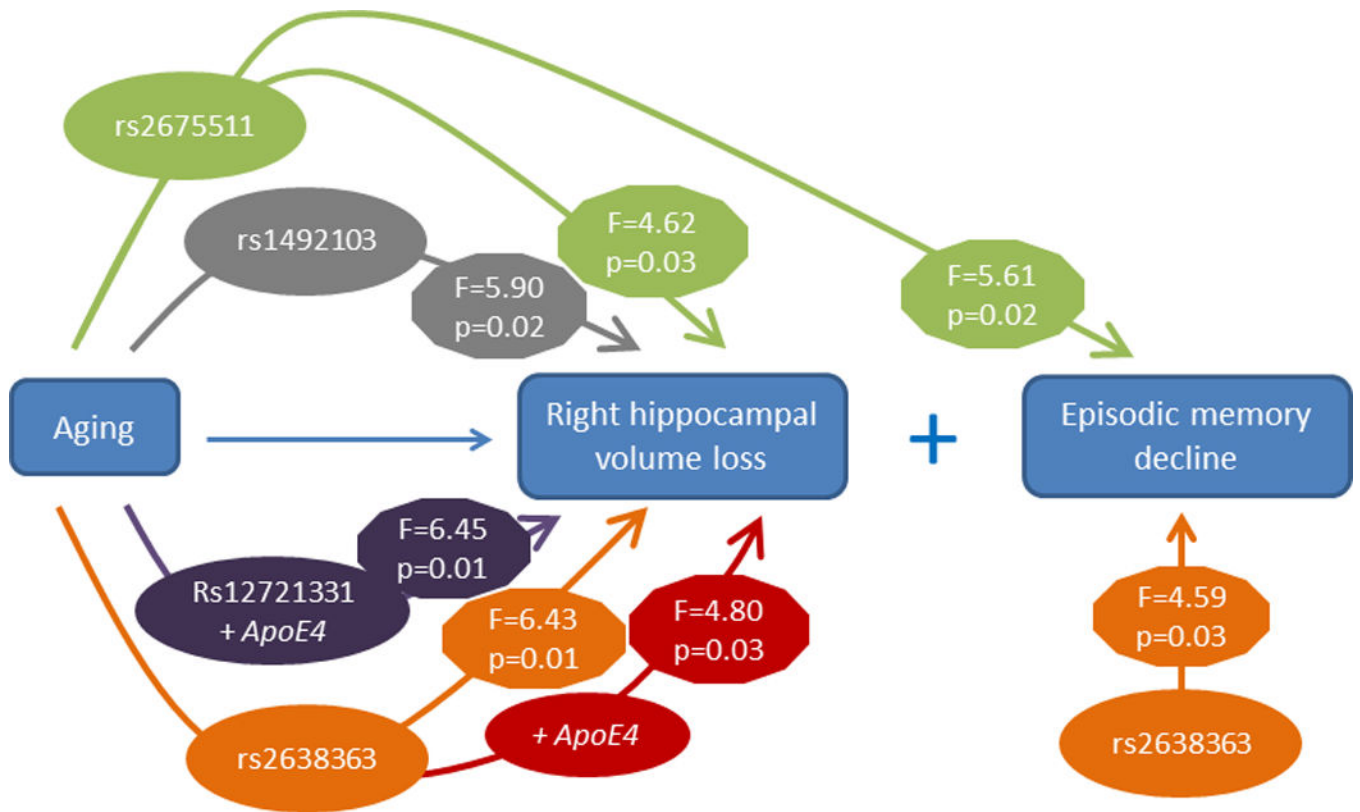 rs2675511
rs1492103
F=4.62
p=0.03
F=5.90
p=0.02
F=5.61
p=0.02
Aging
Right hippocampal
volume loss
+
Episodic memory
decline
F=6.45
p=0.01
Rs12721331
+ ApoE4
F=6.43
p=0.01
F=4.80
p=0.03
F=4.59
p=0.03
+ ApoE4
rs2638363
rs2638363